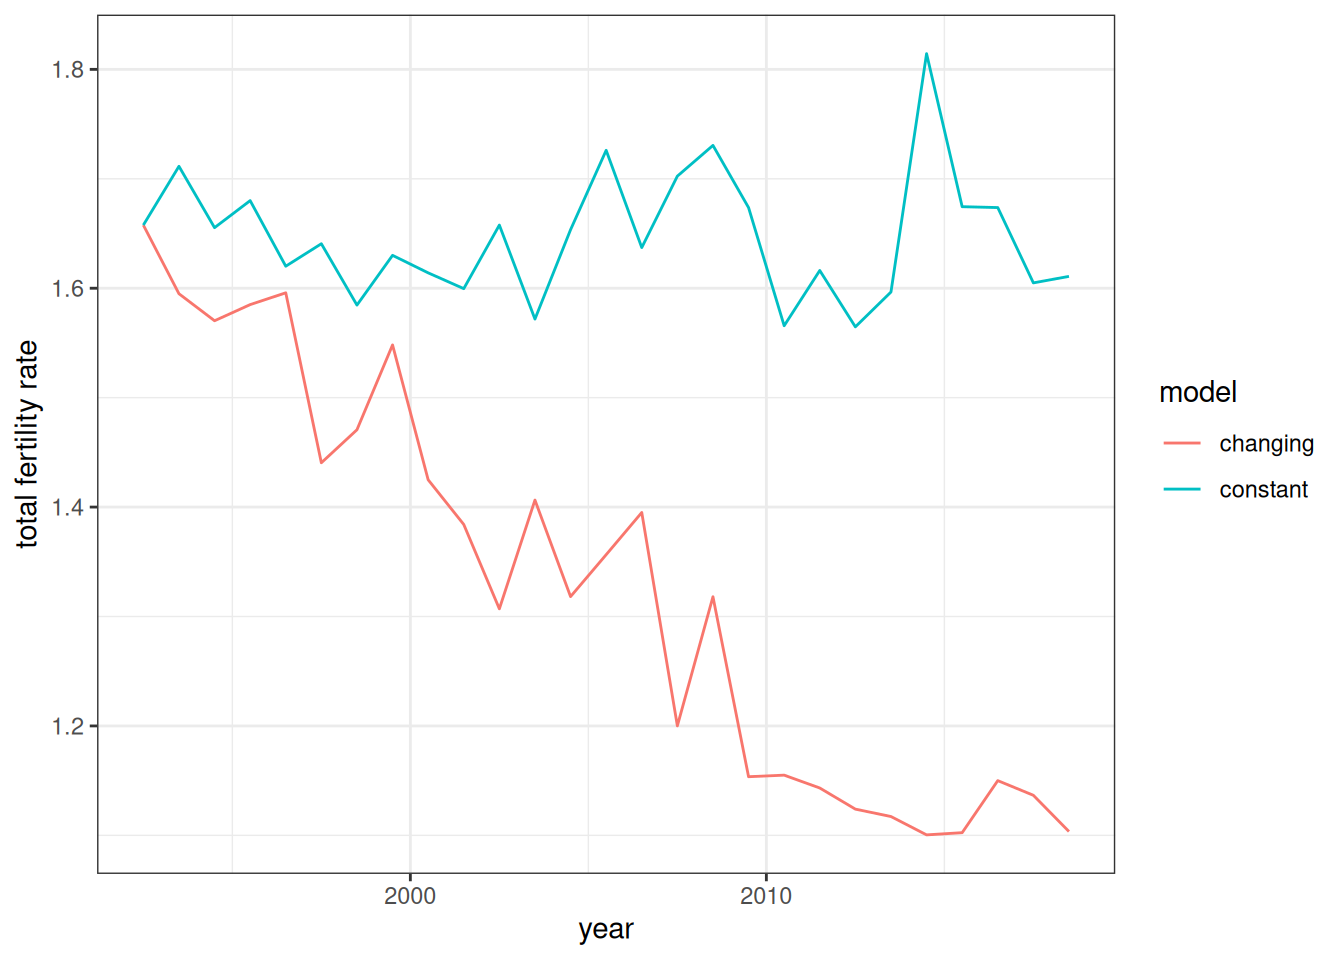 1.8
1.6
1.4
1.2
total fertility rate
2000
2010
year
model
changing
constant